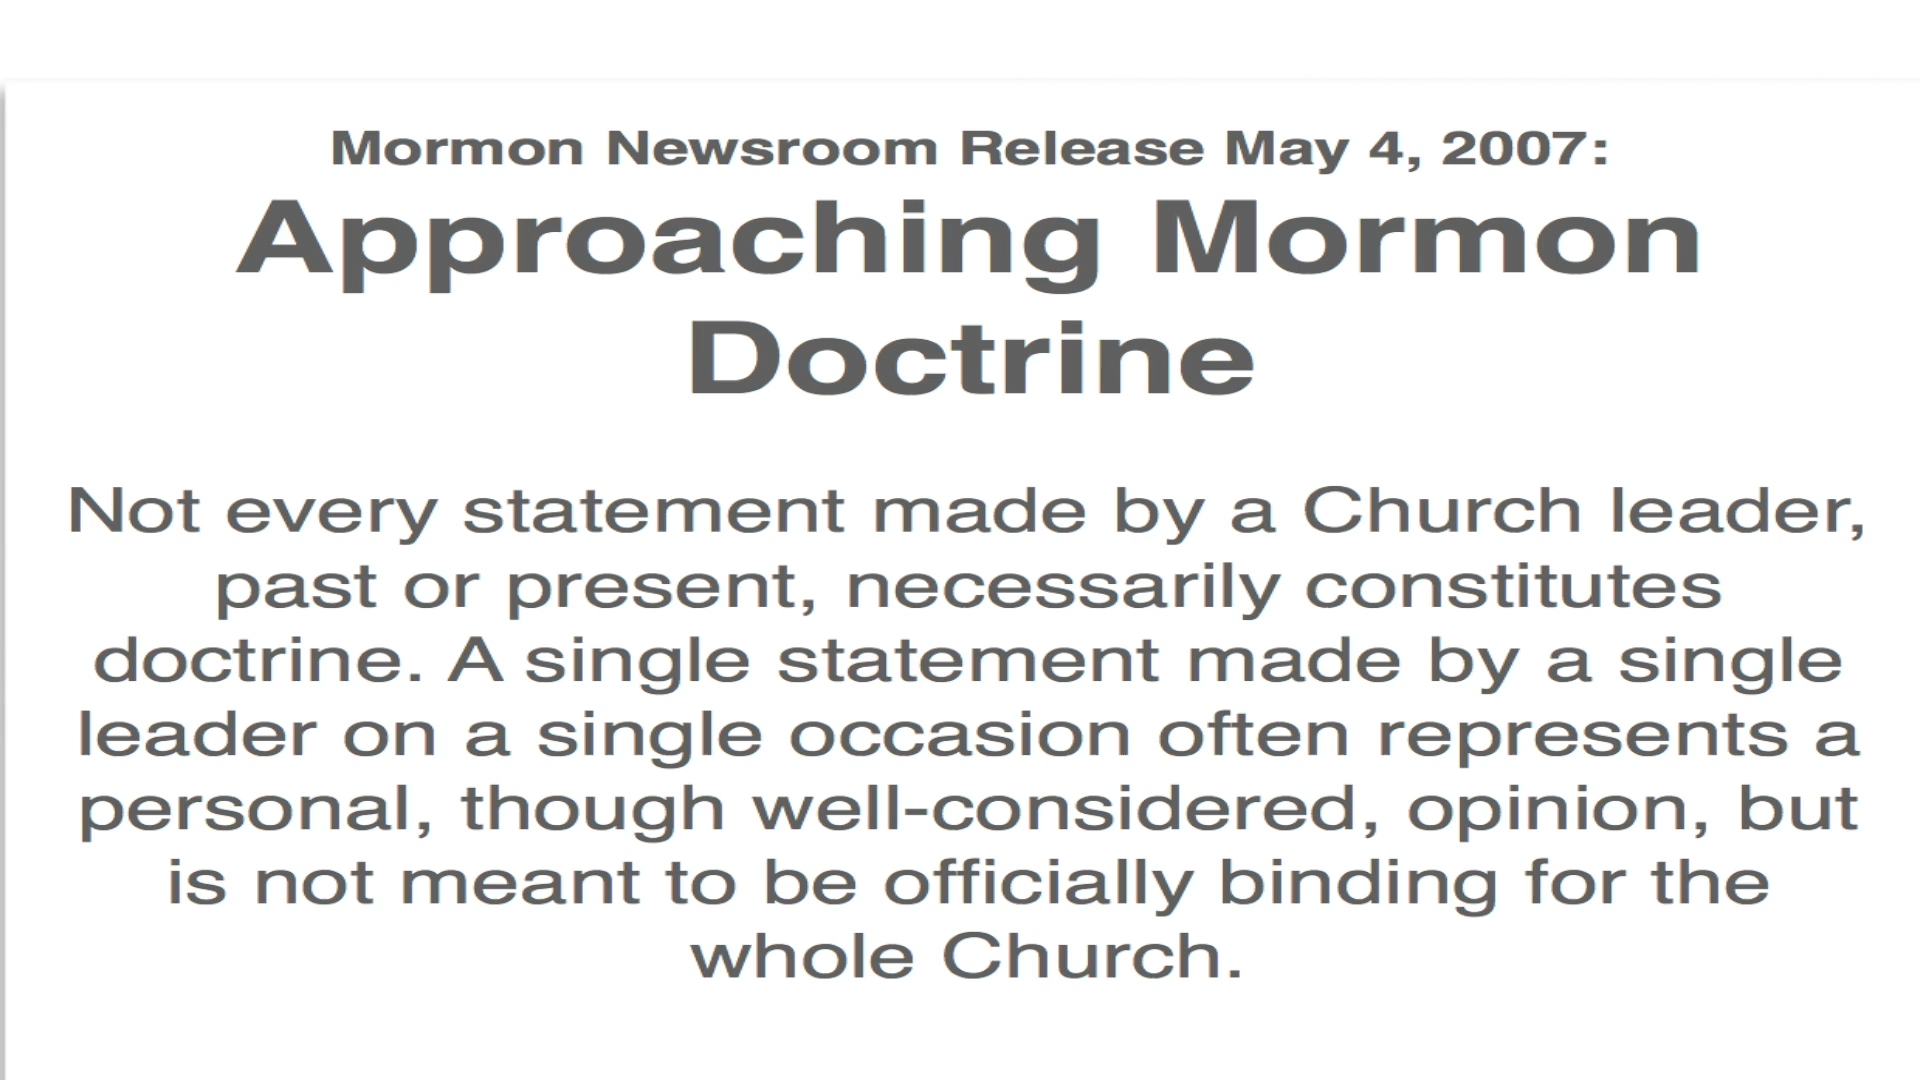 Mormon Newsroom Release May 4, 2007:
Approaching Mormon
Doctrine
Not every statement made by a Church leader,
past or present, necessarily constitutes
doctrine. A single statement made by a single
leader on a single occasion often represents a
personal, though well-considered, opinion, but
is not meant to be officially binding for the
whole Church.